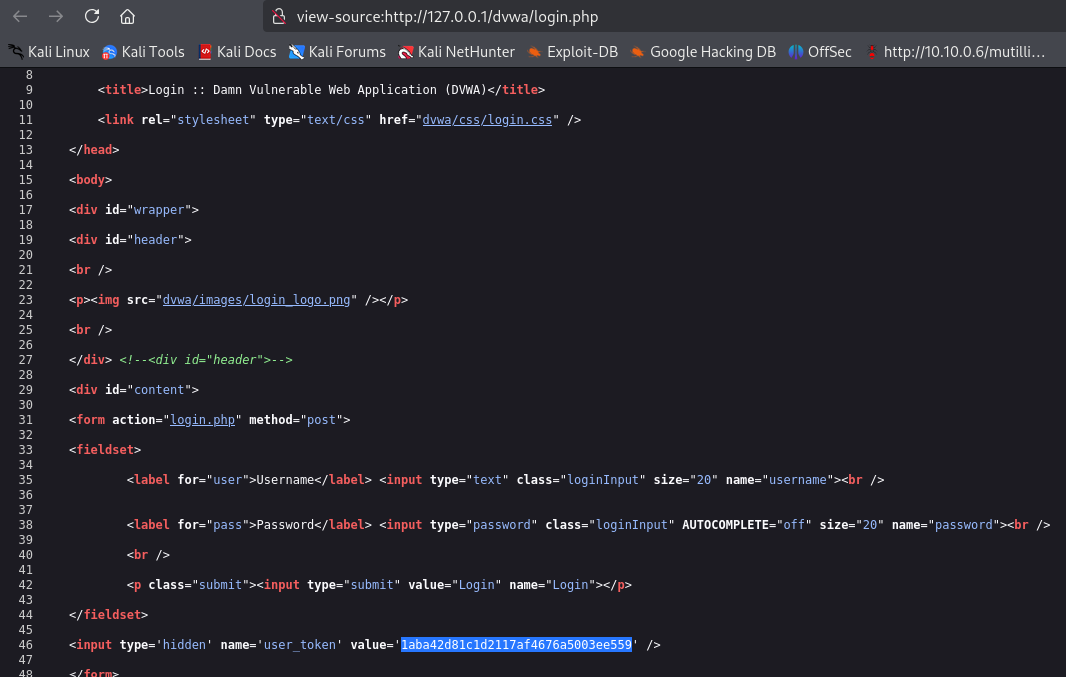 view-source:http://127.0.0.1/dvwa/login.php
Kali Linux Kali Tools Kali Docs Kali Forums Kali NetHunter Exploit-DB Google Hacking DB OffSec http://10.10.0.6/mutilli…
8
9 <title>Login :: Damn Vulnerable Web Application (DVWA)</title>
10
11 <link rel="stylesheet" type="text/css" href="dvwa/css/login.css" />
12
13 </head>
14
15 <body>
16
17 <div id="wrapper">
18
19 <div id="header">
20
21 <br />
22
23 <p><img src="dvwa/images/login_logo.png" /></p>
24
25 <br />
26
27 </div> <!--<div id="header">-->
28
29 <div id="content">
30
31 <form action="login.php" method="post">
32
33 <fieldset>
34
35 <label for="user">Username</label> <input type="text" class="loginInput" size="20" name="username"><br />
36
37
38 <label for="pass">Password</label> <input type="password" class="loginInput" AUTOCOMPLETE="off" size="20" name="password"><br />
39
40 <br />
41
42 <p class="submit"><input type="submit" value="Login" name="Login"></p>
43
44 </fieldset>
45
46 <input type='hidden' name='user_token' value='1aba42d81c1d2117af4676a5003ee559' />
47
48 </form>